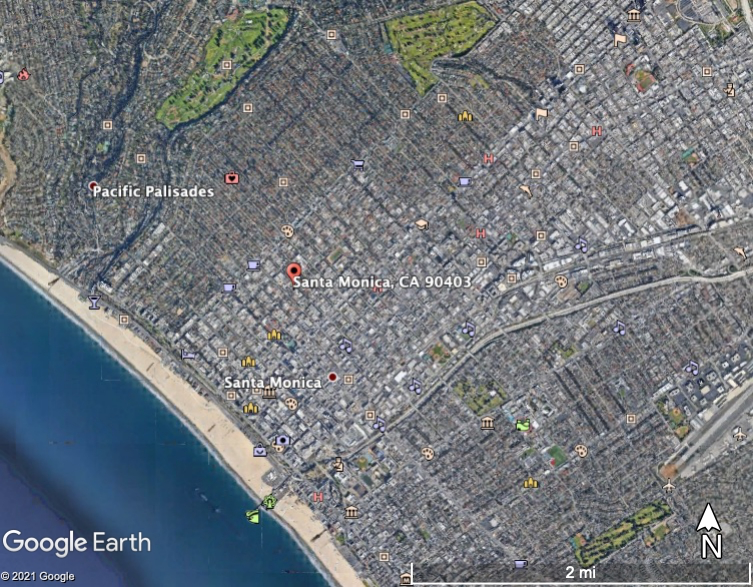 Pacific Palisades
Santa Monica, CA 90403
Santa Monica
Google Earth
© 2021 Google
2 mi
N